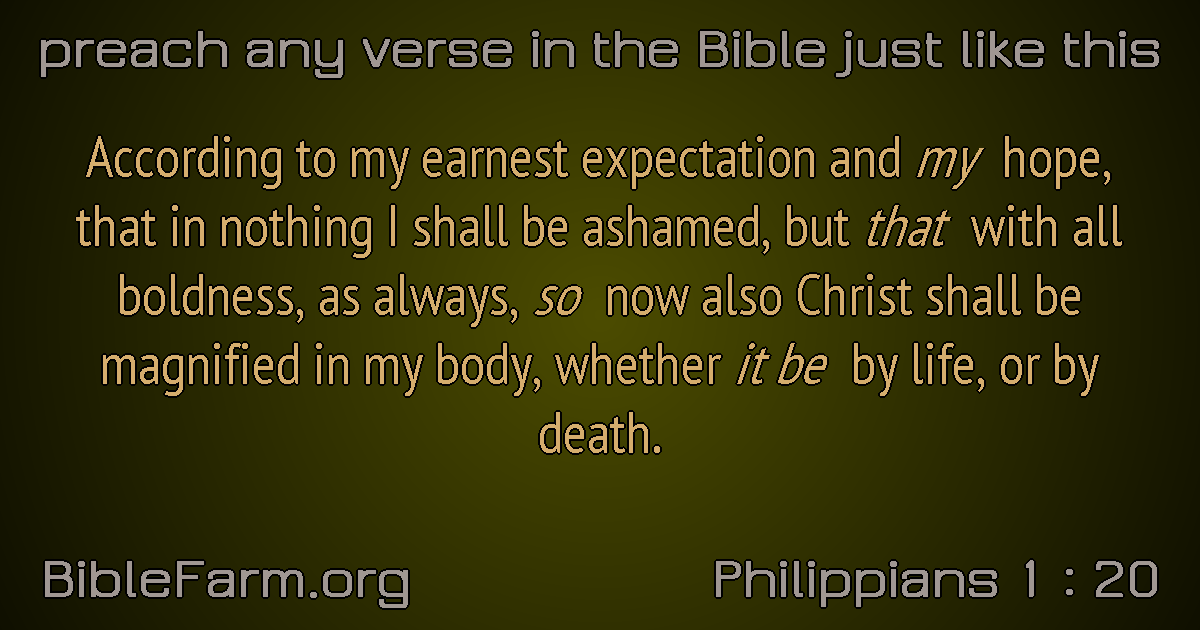 preach any verse in the Bible just like this
According to my earnest expectation and my hope,
that in nothing I shall be ashamed, but that with all
boldness, as always, so now also Christ shall be
magnified in my body, whether it be by life, or by
death.
BibleFarm.org
Philippians 1 : 20